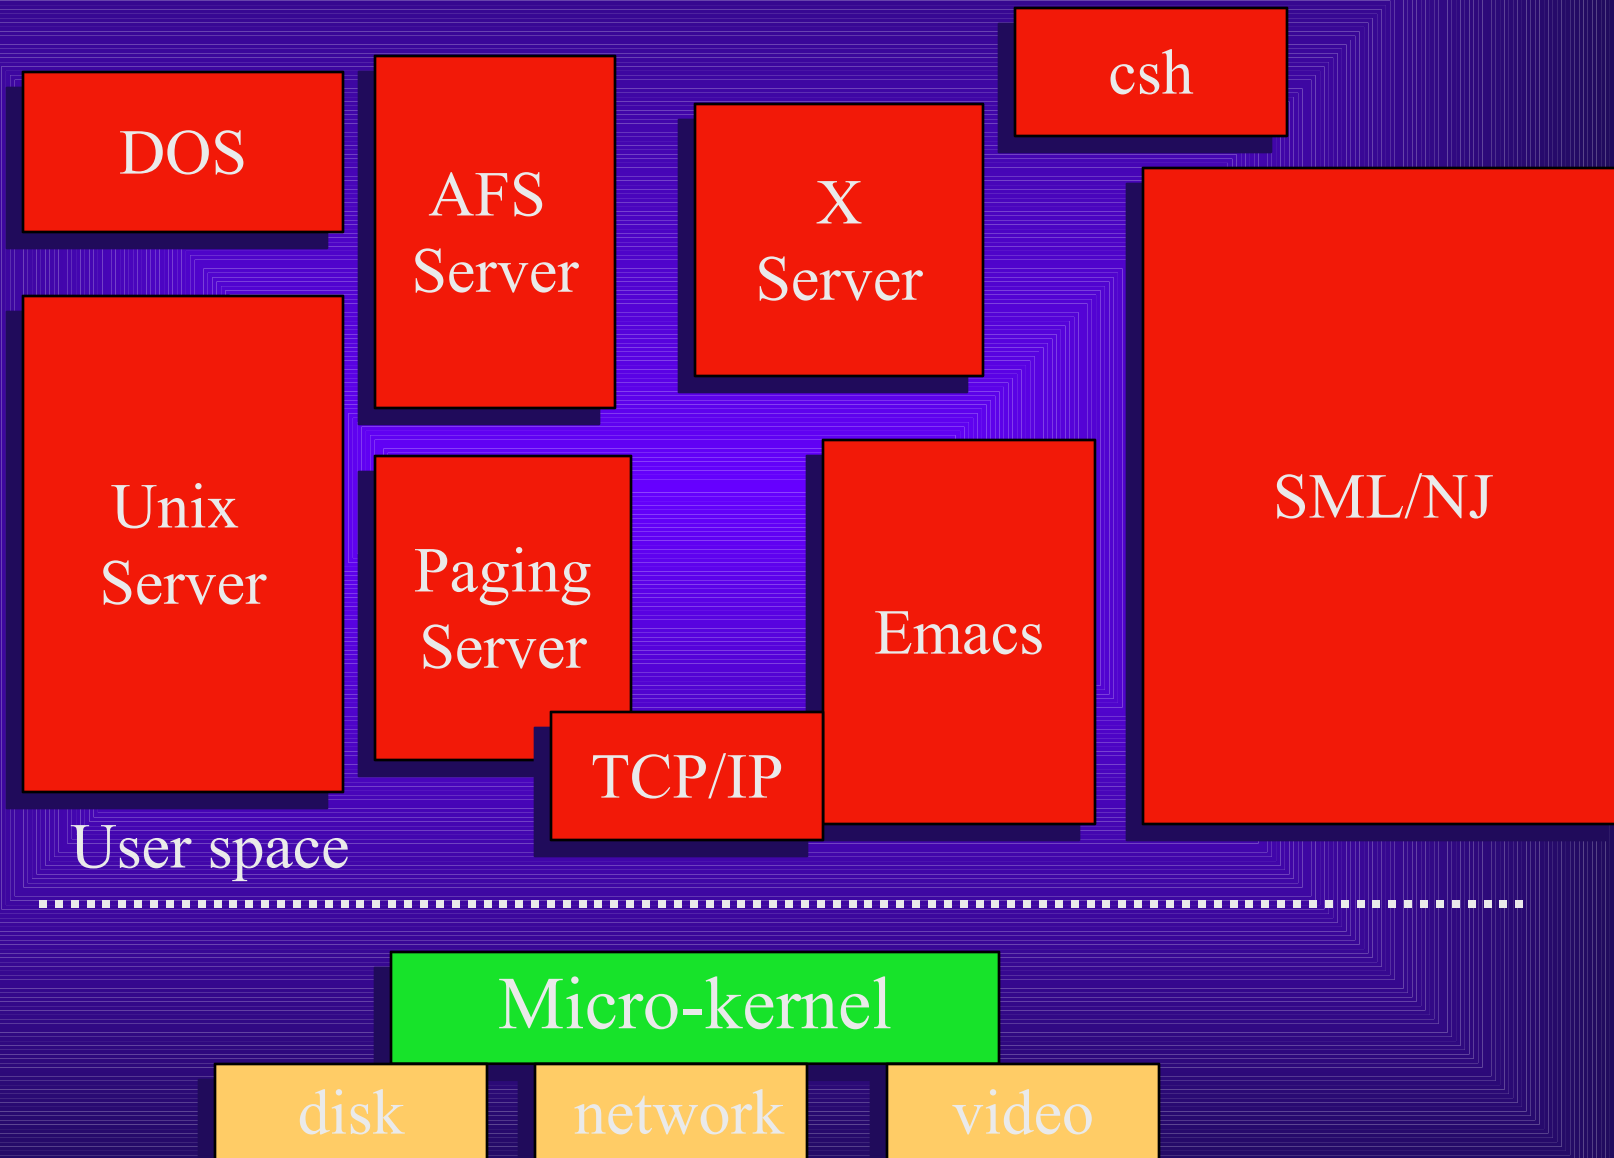 csh
DOS
AFS
Server
X
Server
Unix
Server
Paging
Server
Emacs
SML/NJ
TCP/IP
User space
Micro-kernel
disk
network
video